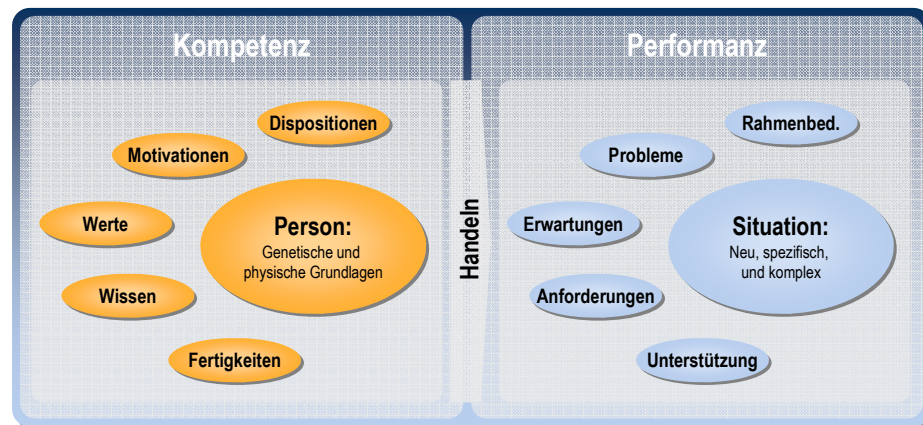 Kompetenz
Dispositionen
Motivationen
Werte
Person:
Genetische und
physische Grundlagen
Wissen
Fertigkeiten
Handeln
Performanz
Rahmenbed.
Probleme
Erwartungen
Situation:
Neu, spezifisch,
und komplex
Anforderungen
Unterstützung